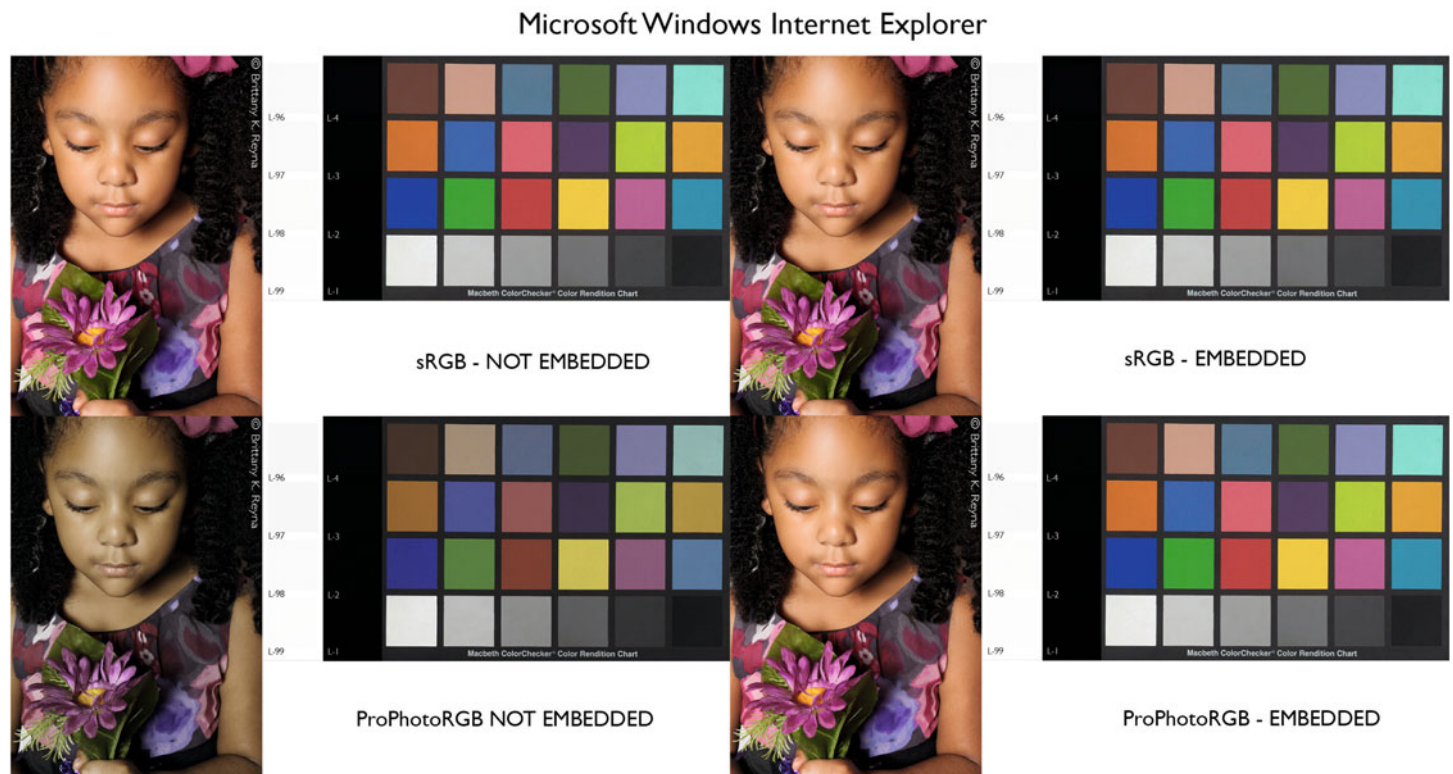 Microsoft Windows Internet Explorer
© Brittany K. Reyna
L-96
L-97
L-98
L-99
L-4
L-3
L-2
L-1
Macbeth ColorChecker® Color Rendition Chart
sRGB - NOT EMBEDDED
© Brittany K. Reyna
L-96
L-97
L-98
L-99
L-4
L-3
L-2
L-1
Macbeth ColorChecker® Color Rendition Chart
sRGB - EMBEDDED
© Brittany K. Reyna
L-96
L-97
L-98
L-99
L-4
L-3
L-2
L-1
Macbeth ColorChecker® Color Rendition Chart
ProPhotoRGB NOT EMBEDDED
© Brittany K. Reyna
L-96
L-97
L-98
L-99
L-4
L-3
L-2
L-1
Macbeth ColorChecker® Color Rendition Chart
ProPhotoRGB - EMBEDDED